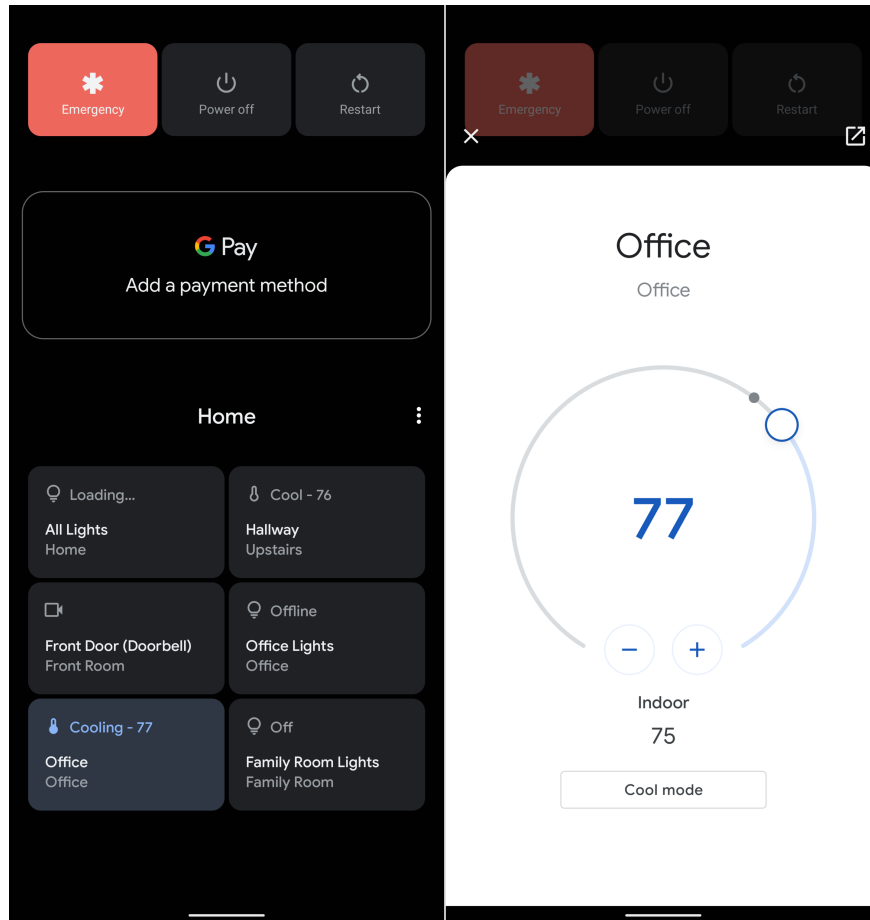 Emergency
Power off
Restart
G Pay
Add a payment method
Home
Loading...
All Lights
Home
Cool - 76
Hallway
Upstairs
Front Door (Doorbell)
Front Room
Offline
Office Lights
Office
Cooling - 77
Office
Office
Off
Family Room Lights
Family Room
Emergency
Power off
Restart
Office
Office
77
Indoor
75
Cool mode